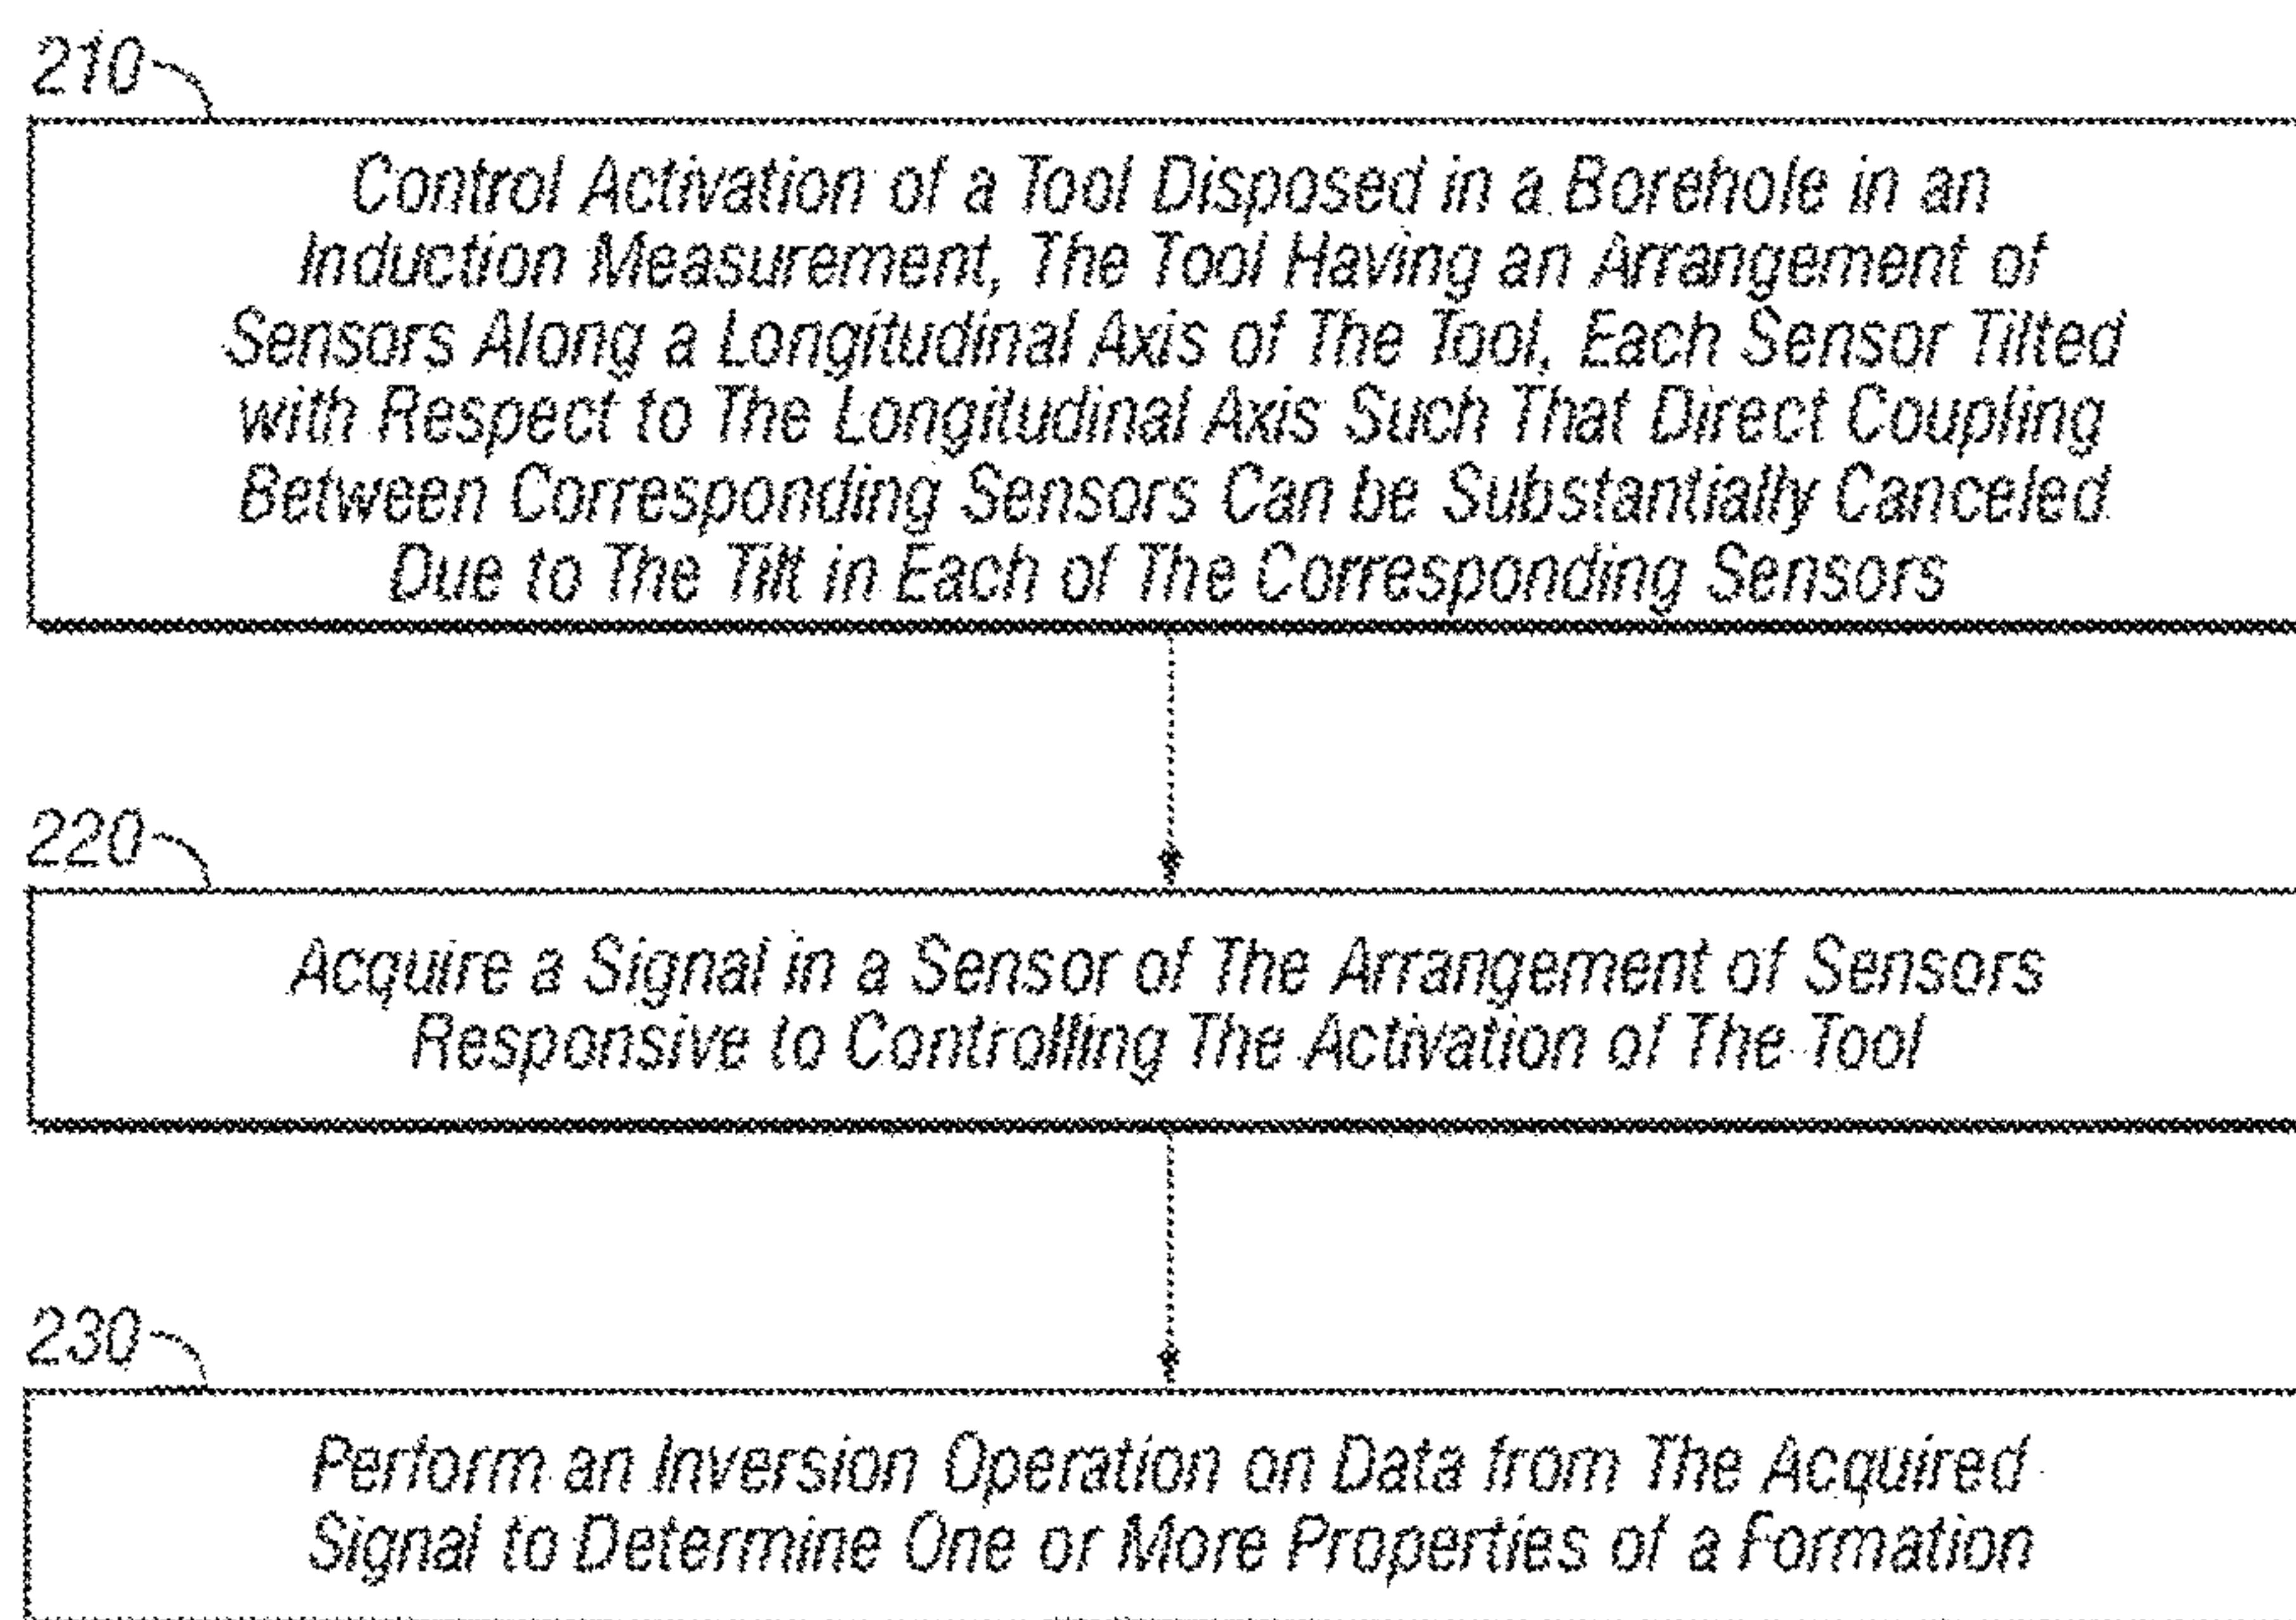 210
Control Activation of a Tool Disposed in a Borehole in an
Induction Measurement, The Tool Having an Arrangement of
Sensors Along a Longitudinal Axis of The Tool, Each Sensor Tilted
with Respect to The Longitudinal Axis Such That Direct Coupling
Between Corresponding Sensors Can be Substantially Canceled
Due to The Tilt in Each of The Corresponding Sensors
220
Acquire a Signal in a Sensor of The Arrangement of Sensors
Responsive to Controlling The Activation of The Tool
230
Perform an Inversion Operation on Data from The Acquired
Signal to Determine One or More Properties of a Formation